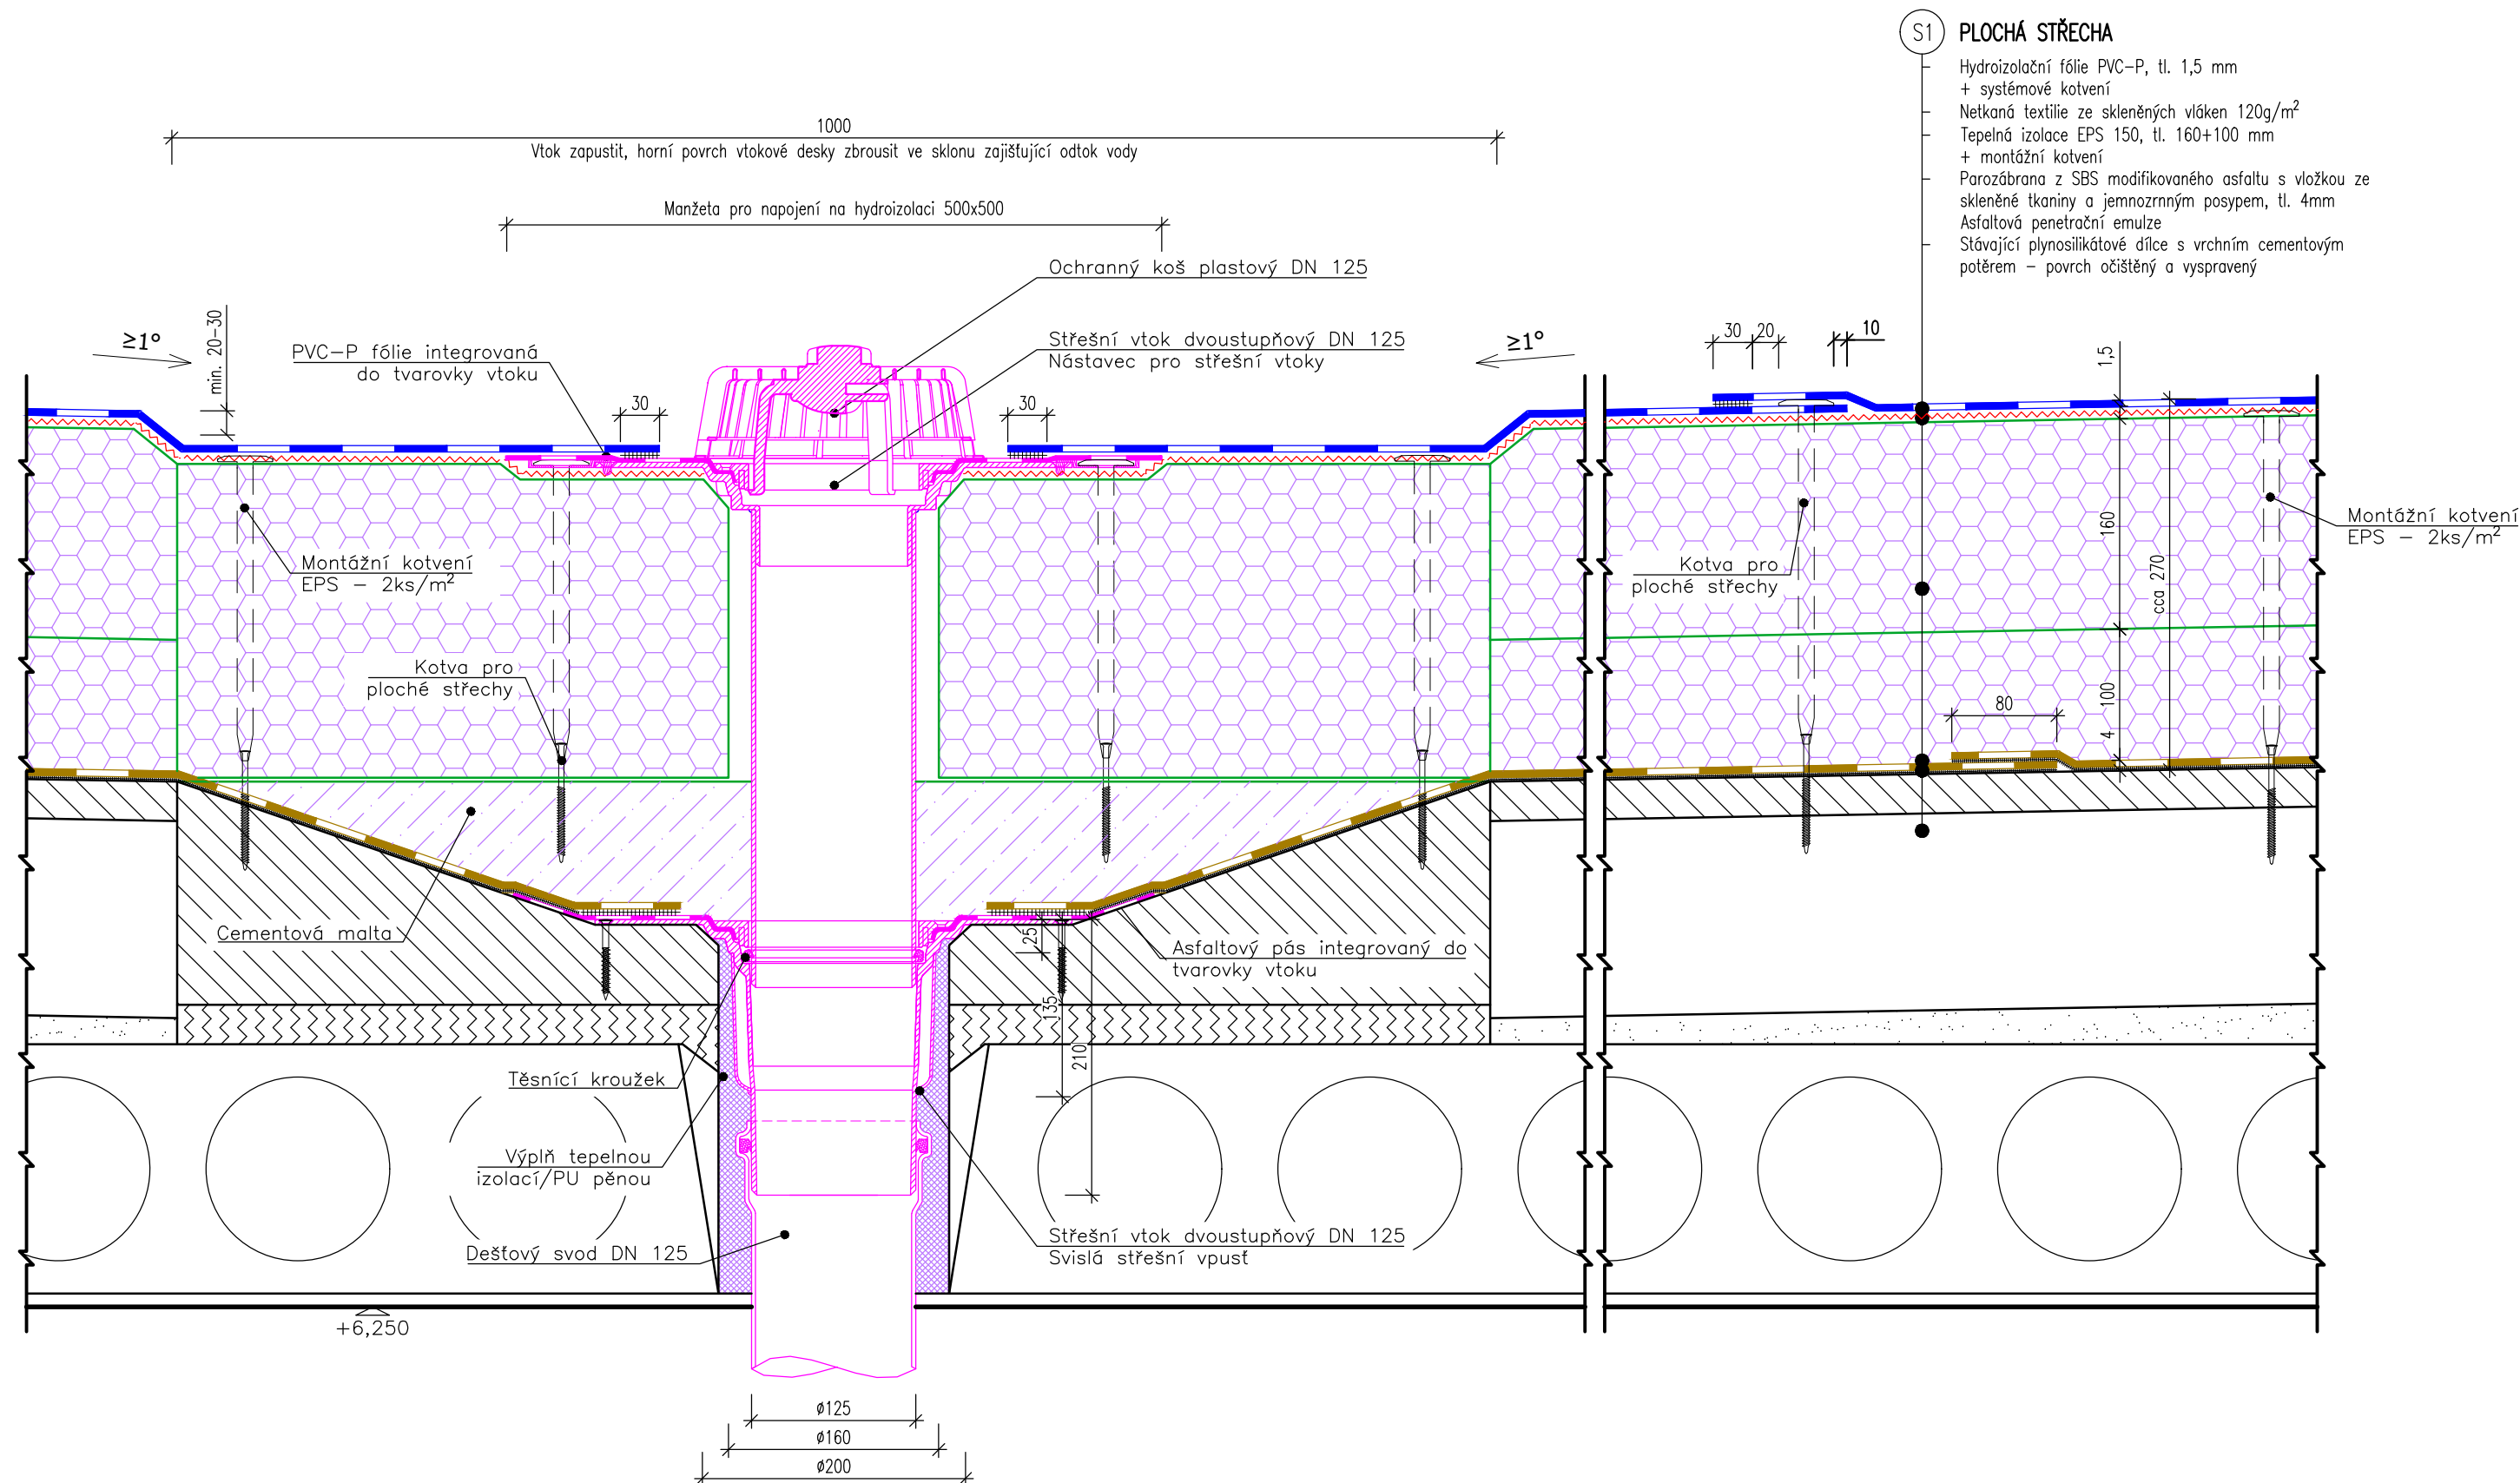 S1 PLOCHÁ STŘECHA
Hydroizolační fólie PVC-P, tl. 1,5 mm
+ systémové kotvení
Netkaná textilie ze skleněných vláken 120g/m²
Tepelná izolace EPS 150, tl. 160+100 mm
+ montážní kotvení
Parozábrana z SBS modifikovaného asfaltu s vložkou ze
skleněné tkaniny a jemnozrnným posypem, tl. 4mm
Asfaltová penetrační emulze
Stávající plynosilikátové dílce s vrchním cementovým
potěrem – povrch očištěný a vyspravený
1000
Vtok zapustit, horní povrch vtokové desky zbrousit ve sklonu zajišťující odtok vody
Manžeta pro napojení na hydroizolaci 500x500
Ochranný koš plastový DN 125
Střešní vtok dvoustupňový DN 125
Nástavec pro střešní vtoky
≥1°
min. 20-30
PVC-P fólie integrovaná
do tvarovky vtoku
30
30
≥1°
30
20
10
1,5
Montážní kotvení
EPS – 2ks/m²
Kotva pro
ploché střechy
160
cca 270
Montážní kotvení
EPS – 2ks/m²
Kotva pro
ploché střechy
100
4
80
Cementová malta
25
Asfaltový pás integrovaný do
tvarovky vtoku
135
210
Těsnící kroužek
Výplň tepelnou
izolací/PU pěnou
Dešťový svod DN 125
Střešní vtok dvoustupňový DN 125
Svislá střešní vpusť
+6,250
ø125
ø160
ø200